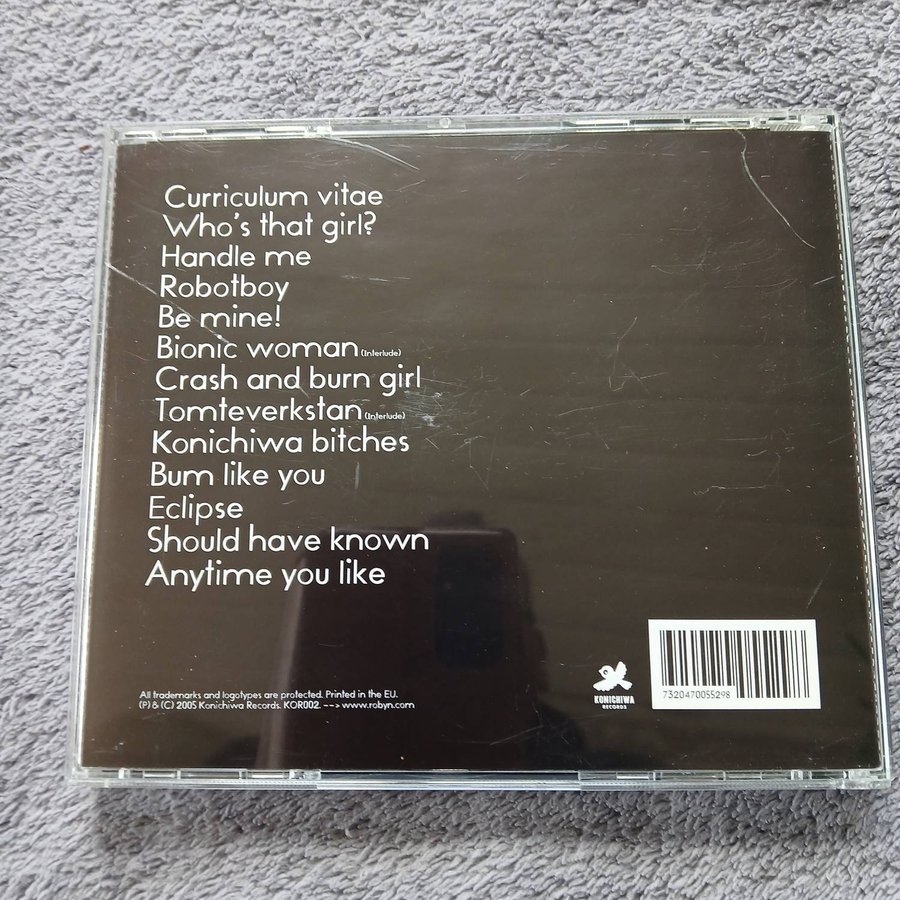 Curriculum vitae
Who's that girl?
Handle me
Robotboy
Be mine!
Bionic woman (Interlude)
Crash and burn girl
Tomteverkstan (Interlude)
Konichiwa bitches
Bum like you
Eclipse
Should have known
Anytime you like
All trademarks and logotypes are protected. Printed in the EU.
(P) & (C) 2005 Konichiwa Records. KOR002. --> www.robyn.com
KONICHIWA
RECORDS
7320470055298